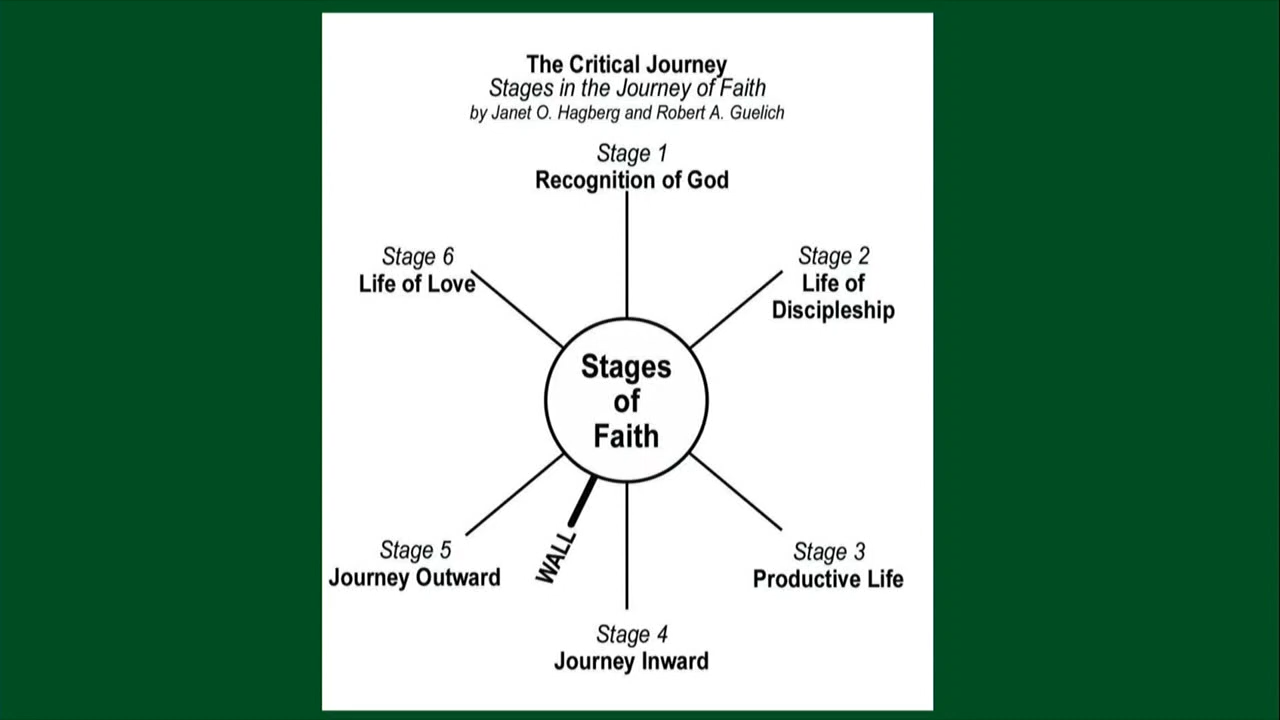 The Critical Journey
Stages in the Journey of Faith
by Janet O. Hagberg and Robert A. Guelich
Stage 1
Recognition of God
Stage 2
Life of
Discipleship
Stage 3
Productive Life
Stage 4
Journey Inward
WALL
Stage 5
Journey Outward
Stage 6
Life of Love
Stages
of
Faith